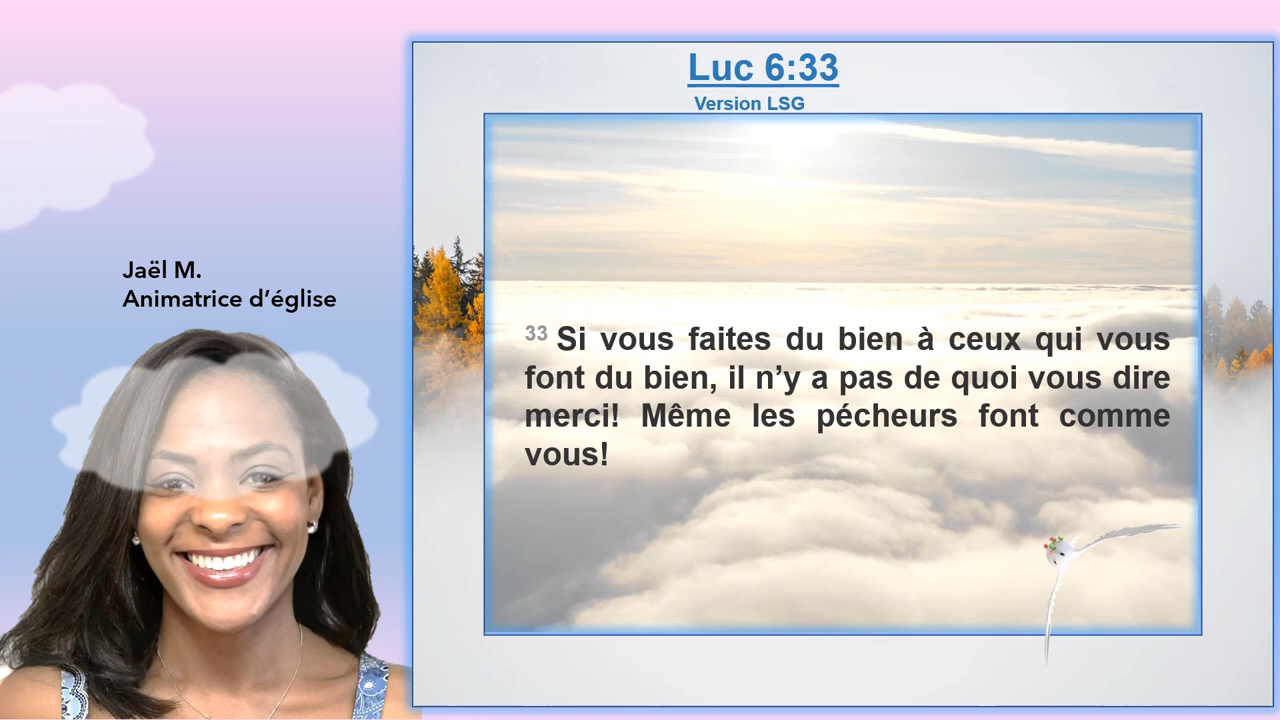 Luc 6:33
Version LSG
Jaël M.
Animatrice d’église
33 Si vous faites du bien à ceux qui vous
font du bien, il n’y a pas de quoi vous dire
merci! Même les pécheurs font comme
vous!